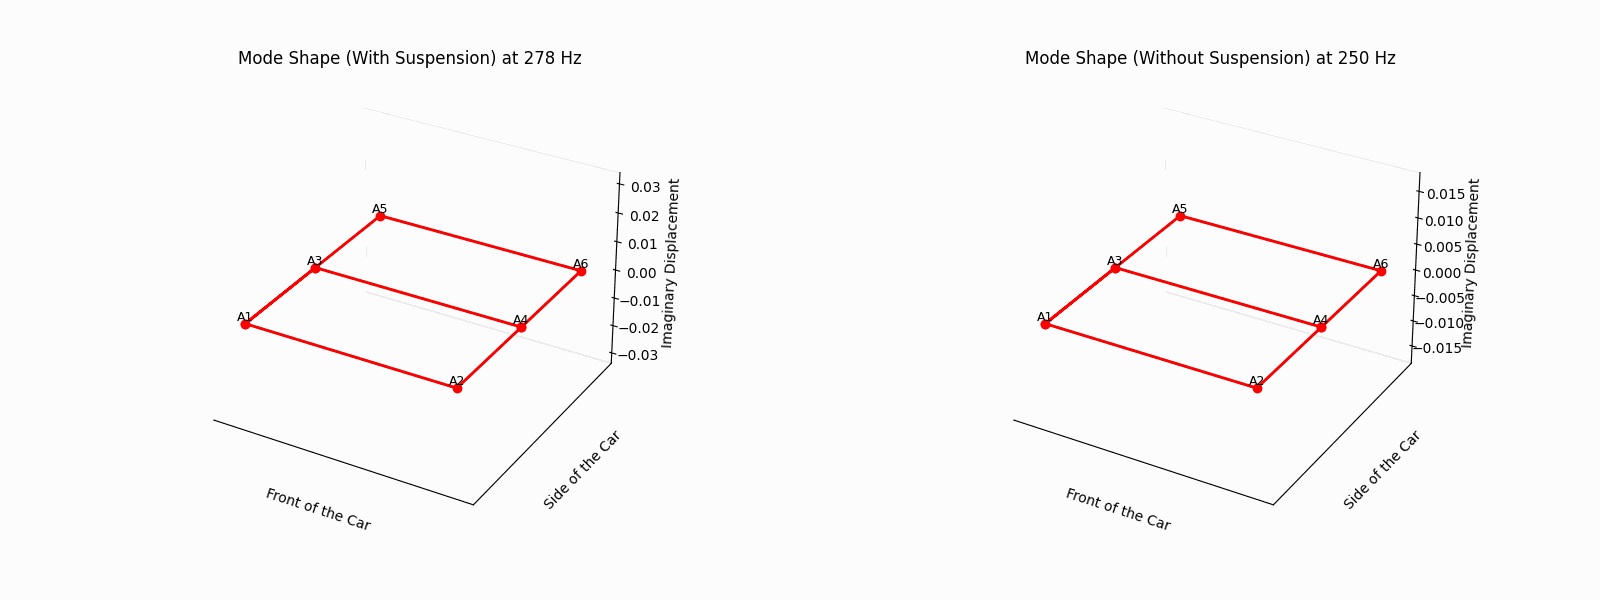 Mode Shape (With Suspension) at 278 Hz
A5
A3
A6
A1
A4
A2
0.03
0.02
0.01
0.00
−0.01
−0.02
−0.03
Imaginary Displacement
Side of the Car
Front of the Car
Mode Shape (Without Suspension) at 250 Hz
A5
A3
A6
A1
A4
A2
0.015
0.010
0.005
0.000
−0.005
−0.010
−0.015
Imaginary Displacement
Side of the Car
Front of the Car